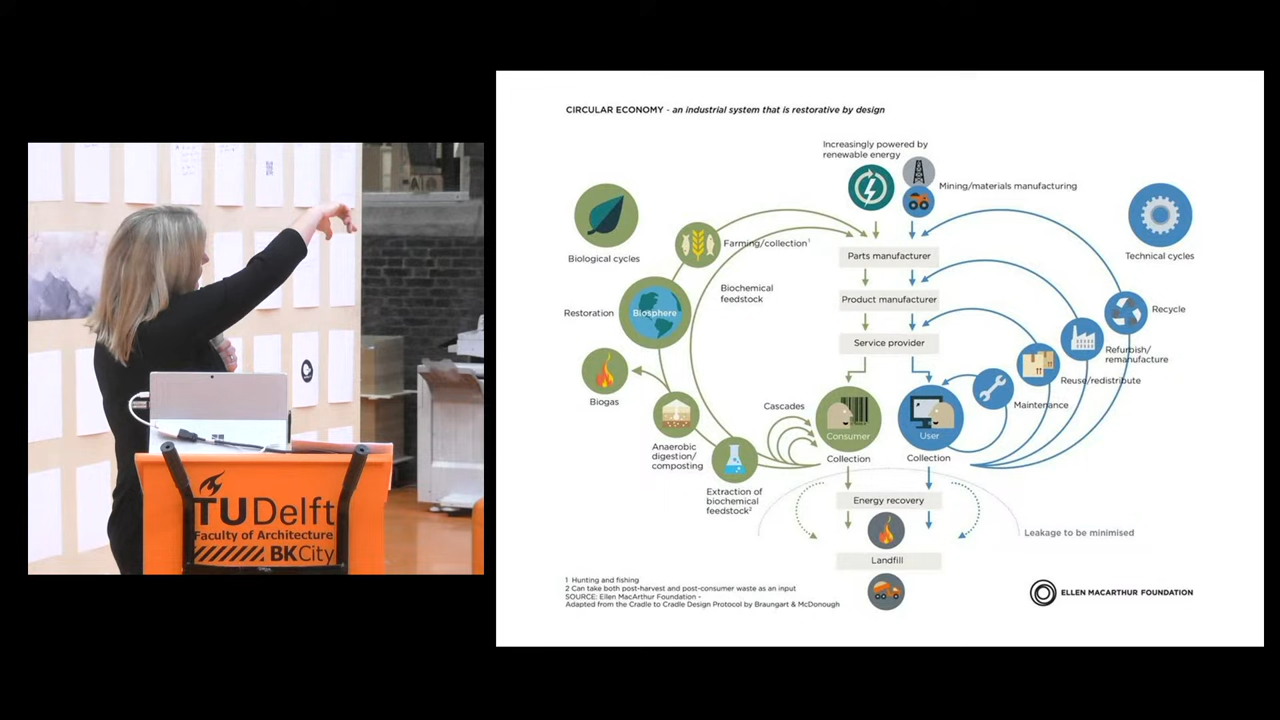 TUDelft
Faculty of Architecture
BKCity
CIRCULAR ECONOMY - an industrial system that is restorative by design
Increasingly powered by
renewable energy
Mining/materials manufacturing
Biological cycles
Farming/collection¹
Parts manufacturer
Technical cycles
Biochemical
feedstock
Product manufacturer
Restoration
Biosphere
Recycle
Service provider
Refurbish/
remanufacture
Reuse/redistribute
Biogas
Maintenance
Cascades
Consumer
User
Anaerobic
digestion/
composting
Collection
Collection
Extraction of
biochemical
feedstock²
Energy recovery
Leakage to be minimised
Landfill
1 Hunting and fishing
2 Can take both post-harvest and post-consumer waste as an input
SOURCE: Ellen MacArthur Foundation -
Adapted from the Cradle to Cradle Design Protocol by Braungart & McDonough
ELLEN MACARTHUR FOUNDATION